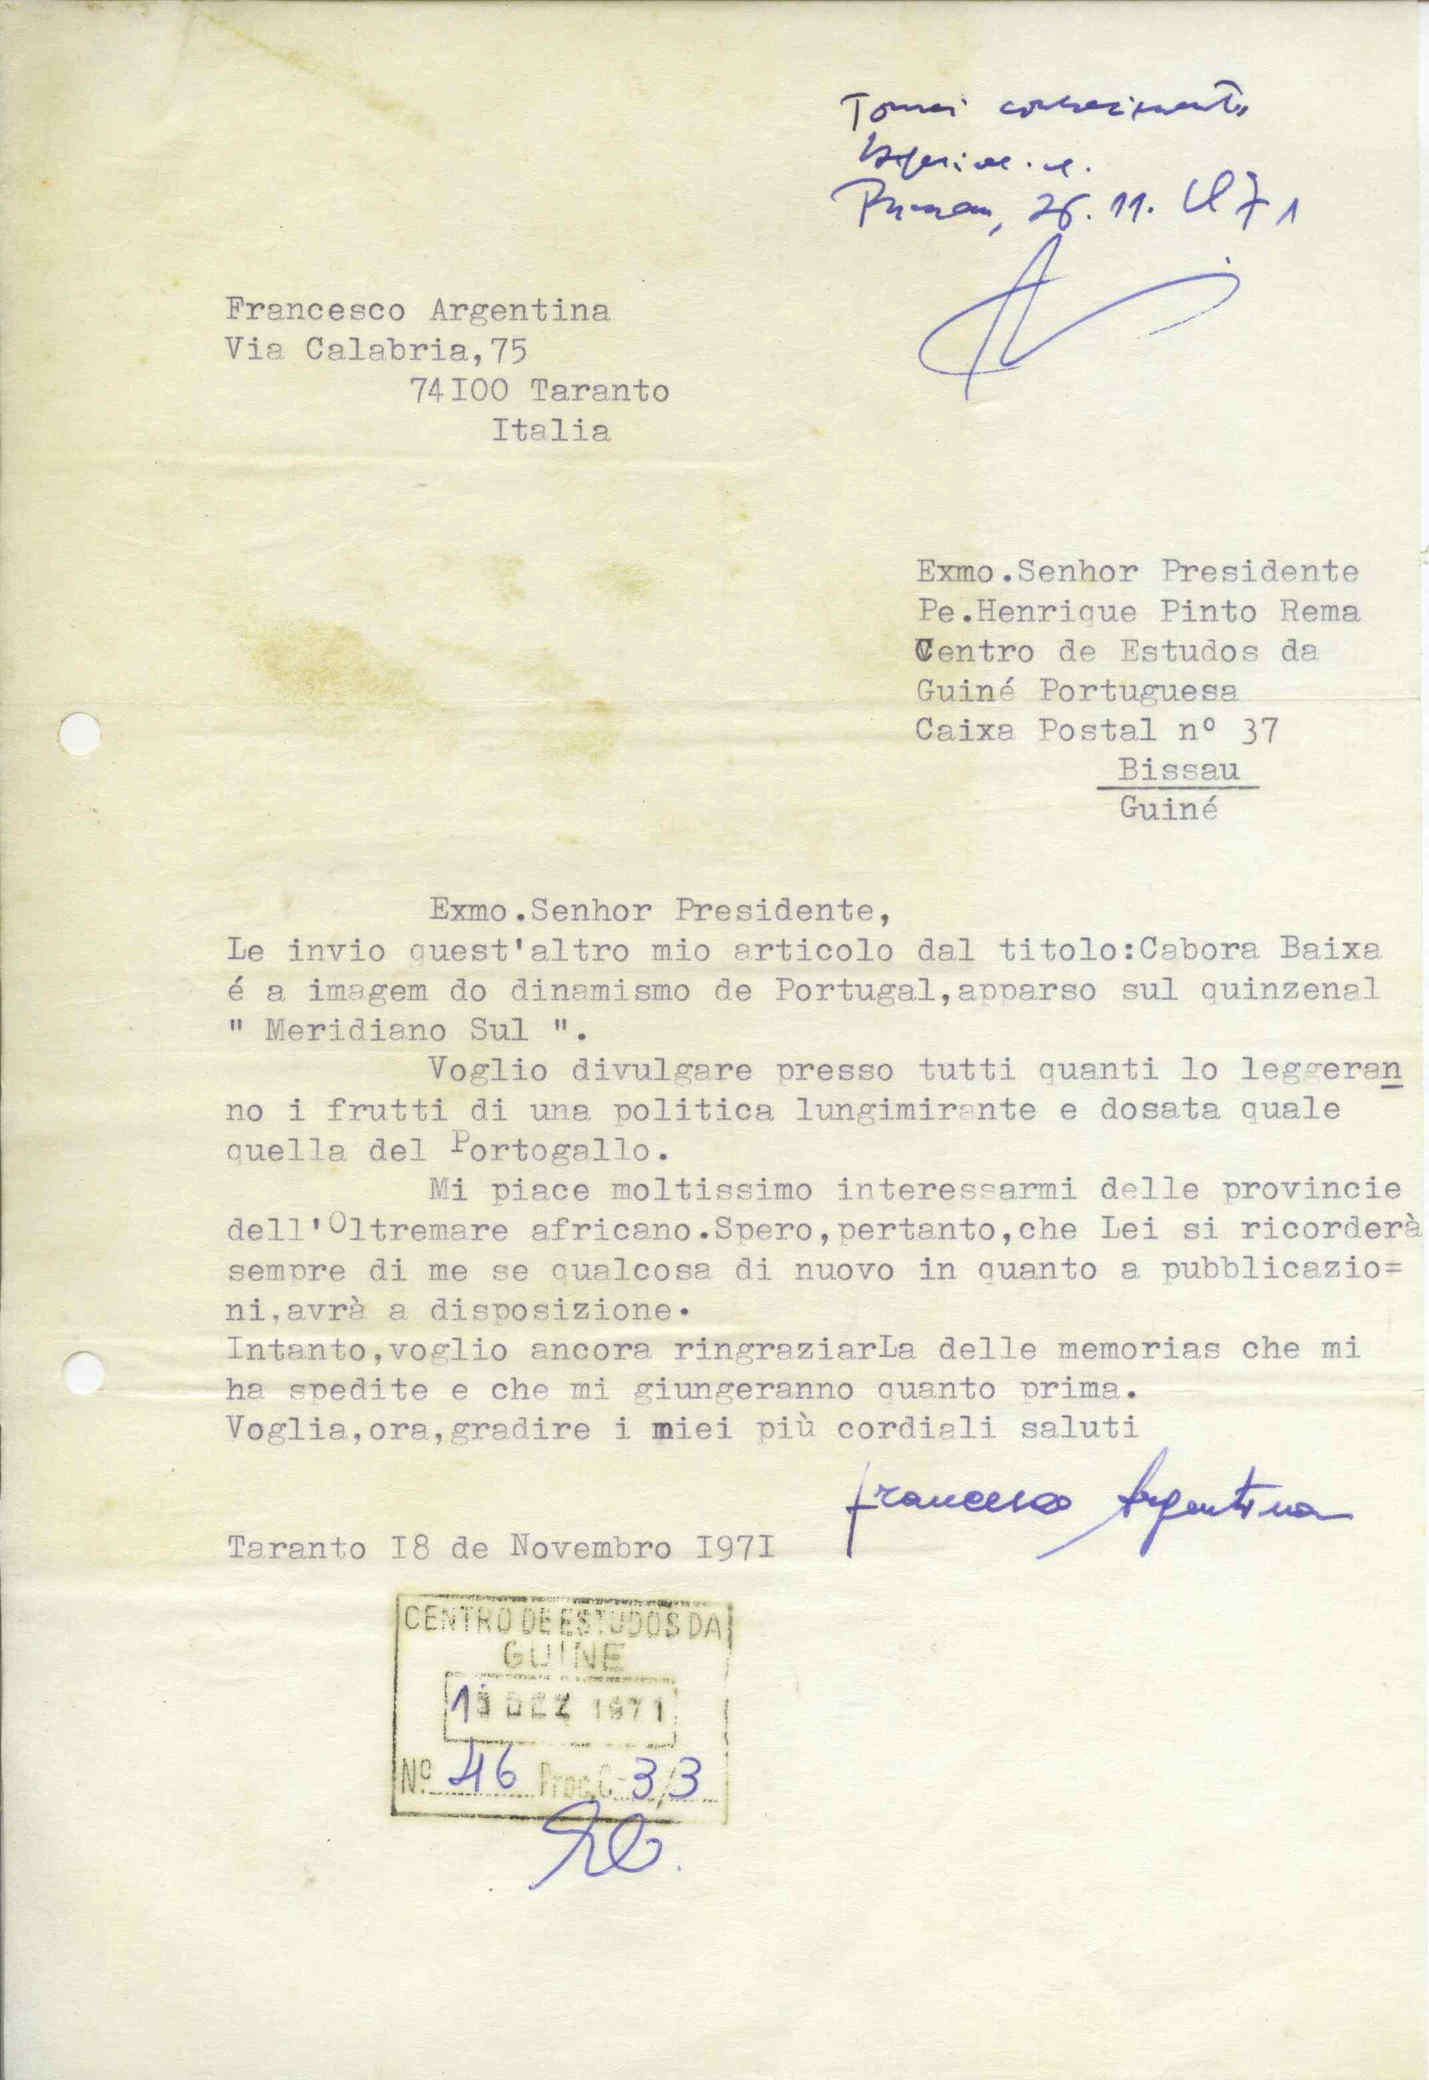 Tomei conhecimento
Bissau, 26.11.971
Francesco Argentina
Via Calabria,75
74I00 Taranto
Italia
Exmo.Senhor Presidente
Pe.Henrique Pinto Rema
Centro de Estudos da
Guiné Portuguesa
Caixa Postal nº 37
Bissau
Guiné
Exmo.Senhor Presidente,
Le invio quest'altro mio articolo dal titolo:Cabora Baixa
é a imagem do dinamismo de Portugal,apparso sul quinzenal
" Meridiano Sul ".
Voglio divulgare presso tutti quanti lo leggeran
no i frutti di una politica lungimirante e dosata quale
quella del Portogallo.
Mi piace moltissimo interessarmi delle provincie
dell'Oltremare africano.Spero,pertanto,che Lei si ricorderà
sempre di me se qualcosa di nuovo in quanto a pubblicazio=
ni,avrà a disposizione.
Intanto,voglio ancora ringraziarLa delle memorias che mi
ha spedite e che mi giungeranno quanto prima.
Voglia,ora,gradire i miei più cordiali saluti
Francesco Argentina
Taranto I8 de Novembro I97I
CENTRO DE ESTUDOS DA
GUINÉ
DEZ 1971
Nº 46 Proc.C. 3/3